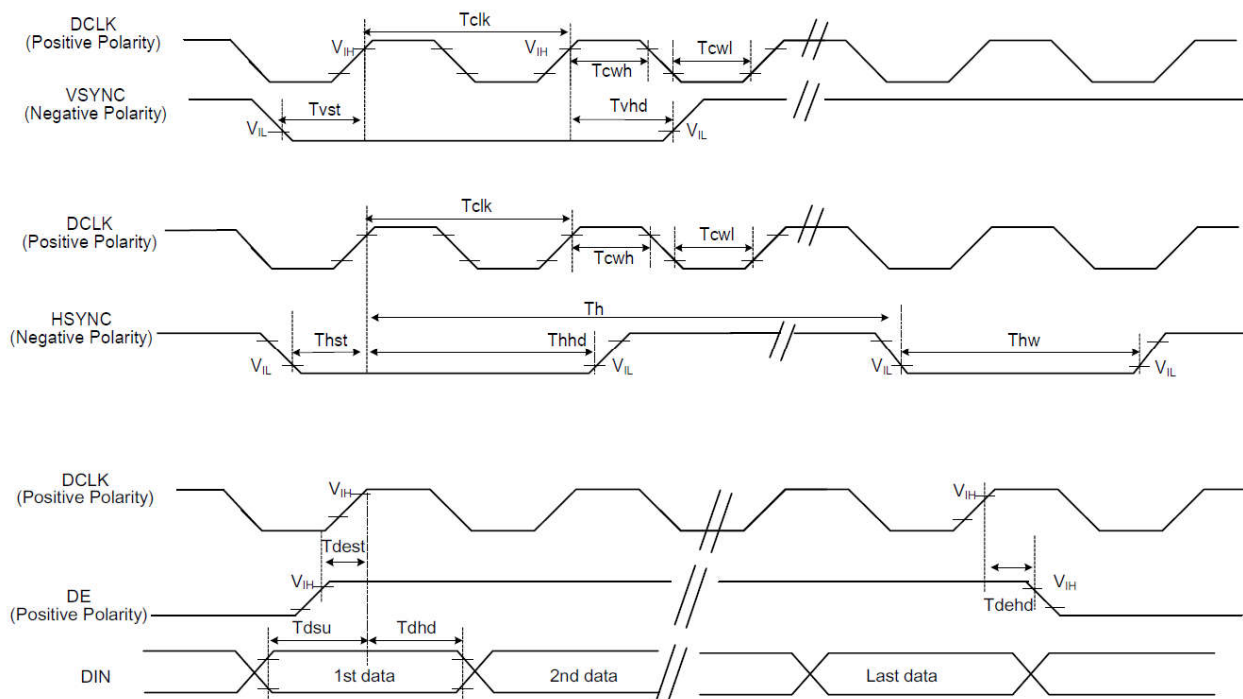 DCLK
(Positive Polarity)
Tclk
VIH
VIH
Tcwh
Tcwl
VSYNC
(Negative Polarity)
Tvst
Tvhd
VIL
VIL
DCLK
(Positive Polarity)
Tclk
Tcwh
Tcwl
HSYNC
(Negative Polarity)
Th
Thst
Thhd
Thw
VIL
VIL
VIL
VIL
DCLK
(Positive Polarity)
VIH
VIH
Tdest
DE
(Positive Polarity)
VIH
VIH
Tdehd
Tdsu
Tdhd
DIN
1st data
2nd data
Last data